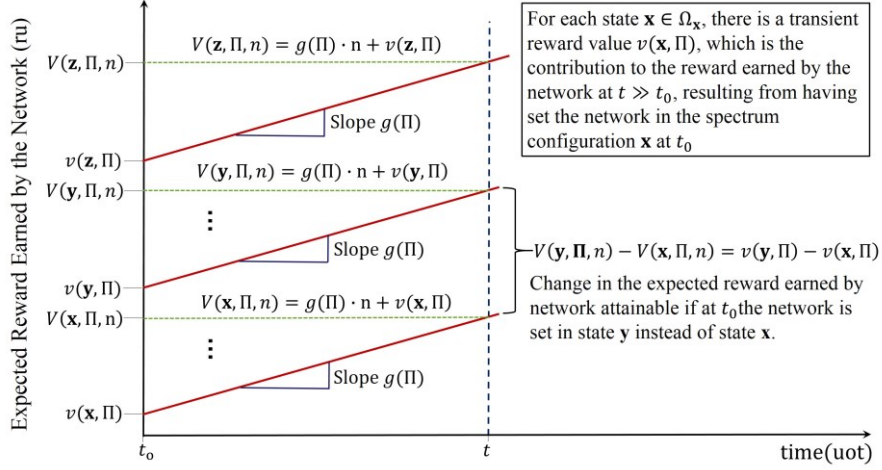 Expected Reward Earned by the Network (ru)
V(𝐳, Π, n)
V(𝐳, Π, n) = g(Π) · n + v(𝐳, Π)
Slope g(Π)
v(𝐳, Π)
V(𝐲, Π, n)
V(𝐲, Π, n) = g(Π) · n + v(𝐲, Π)
⋮
Slope g(Π)
v(𝐲, Π)
V(𝐱, Π, n)
V(𝐱, Π, n) = g(Π) · n + v(𝐱, Π)
⋮
Slope g(Π)
v(𝐱, Π)
t₀
t
time(uot)
For each state 𝐱 ∈ Ω𝐱, there is a transient
reward value v(𝐱, Π), which is the
contribution to the reward earned by the
network at t ≫ t₀, resulting from having
set the network in the spectrum
configuration 𝐱 at t₀
V(𝐲, 𝚷, n) − V(𝐱, Π, n) = v(𝐲, Π) − v(𝐱, Π)
Change in the expected reward earned by
network attainable if at t₀the network is
set in state 𝐲 instead of state 𝐱.